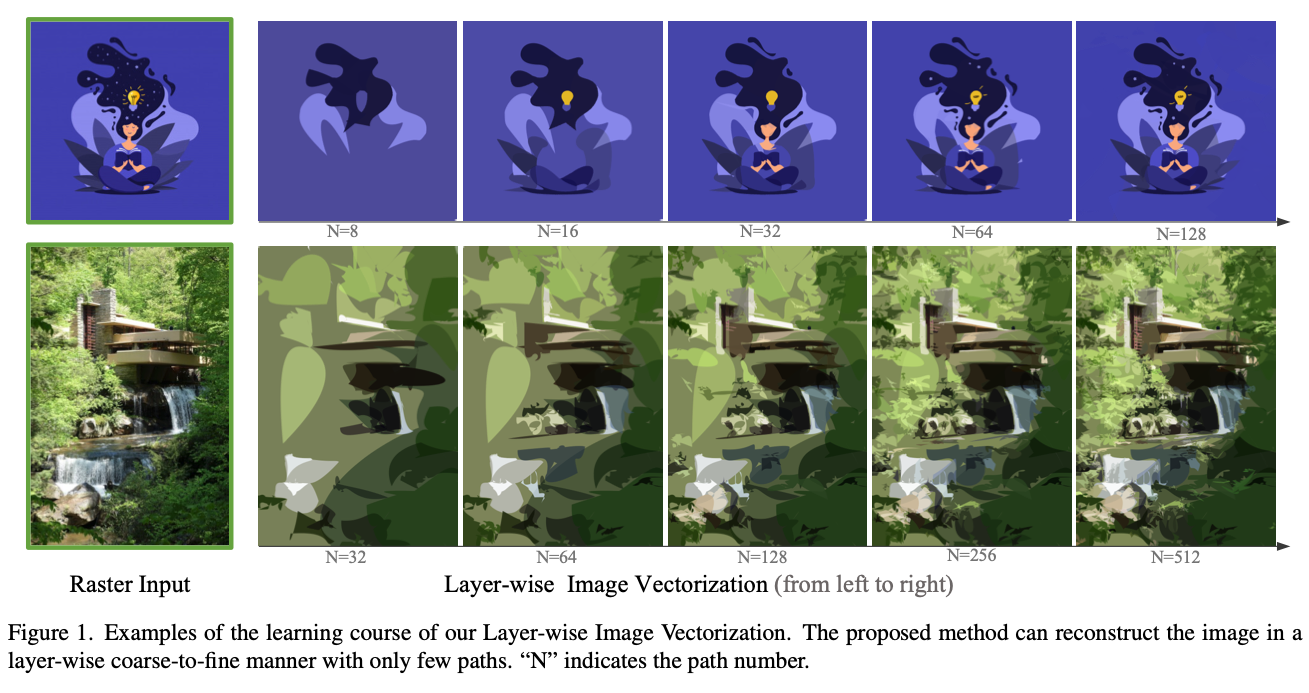 N=8
N=16
N=32
N=64
N=128
N=32
N=64
N=128
N=256
N=512
Raster Input
Layer-wise Image Vectorization (from left to right)
Figure 1. Examples of the learning course of our Layer-wise Image Vectorization. The proposed method can reconstruct the image in a
layer-wise coarse-to-fine manner with only few paths. “N” indicates the path number.